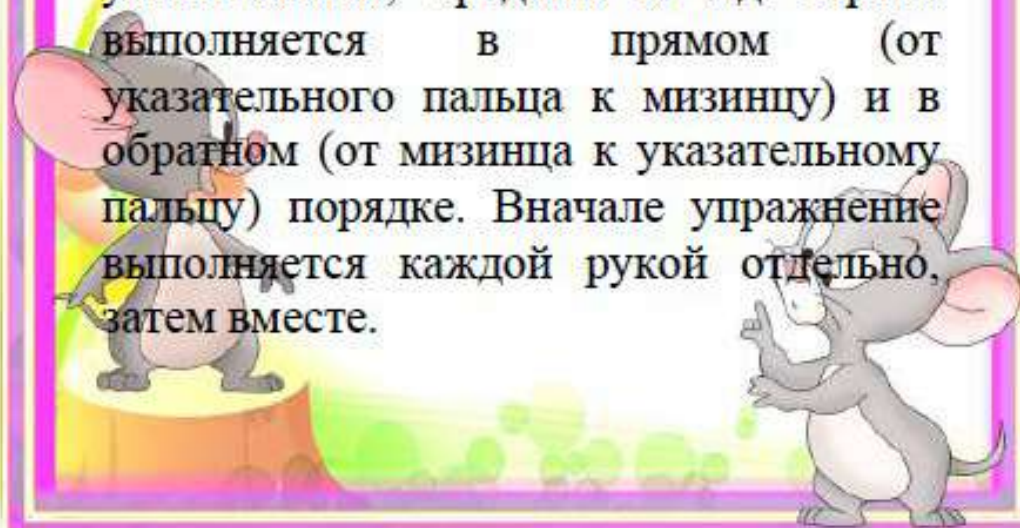 выполняется в прямом (от
указательного пальца к мизинцу) и в
обратном (от мизинца к указательному
пальцу) порядке. Вначале упражнение
выполняется каждой рукой отдельно,
затем вместе.